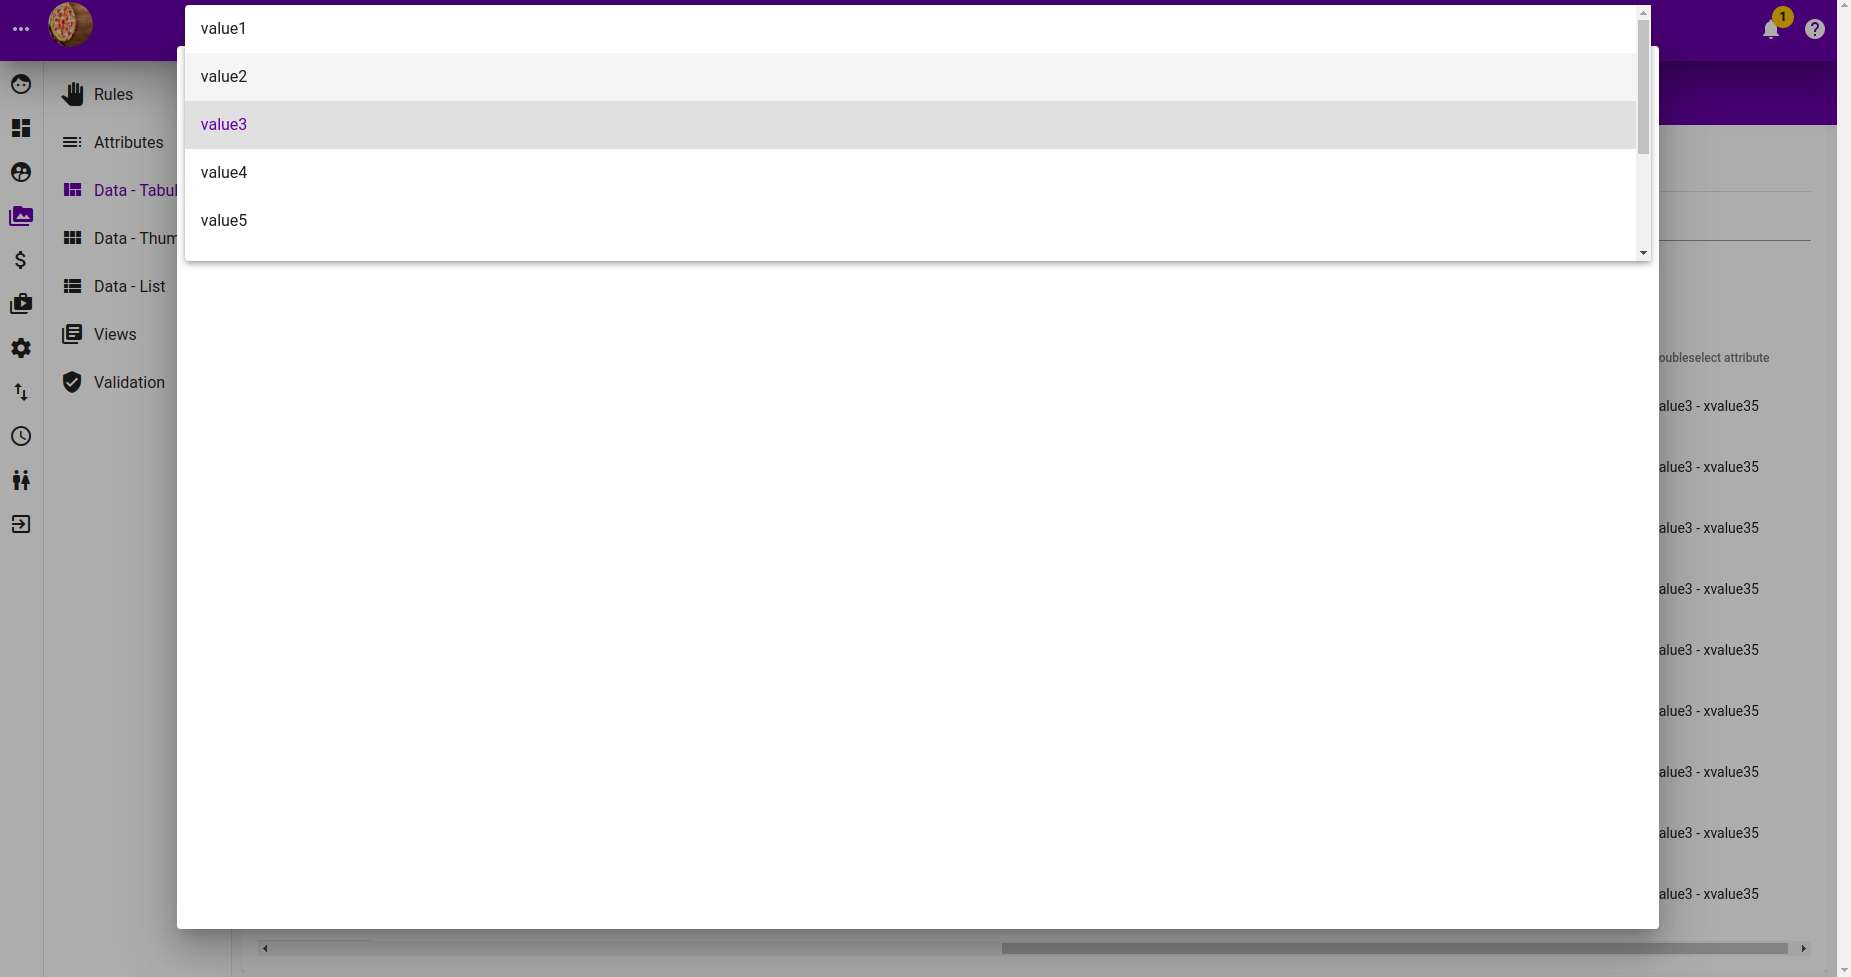 1
value1
value2
value3
value4
value5
Rules
Attributes
Data - Tabul
Data - Thum
Data - List
Views
Validation
oubleselect attribute
alue3 - xvalue35
alue3 - xvalue35
alue3 - xvalue35
alue3 - xvalue35
alue3 - xvalue35
alue3 - xvalue35
alue3 - xvalue35
alue3 - xvalue35
alue3 - xvalue35